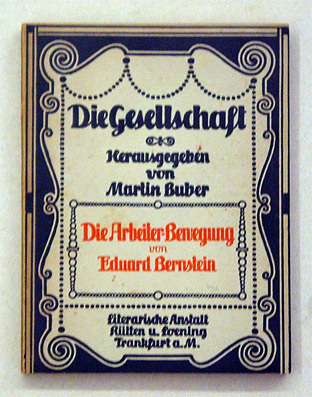 Die Gesellschaft
Herausgegeben
von
Martin Buber
Die Arbeiter-Bewegung
von
Eduard Bernstein
Literarische Anstalt
Rütten u. Loening
Frankfurt a. M.